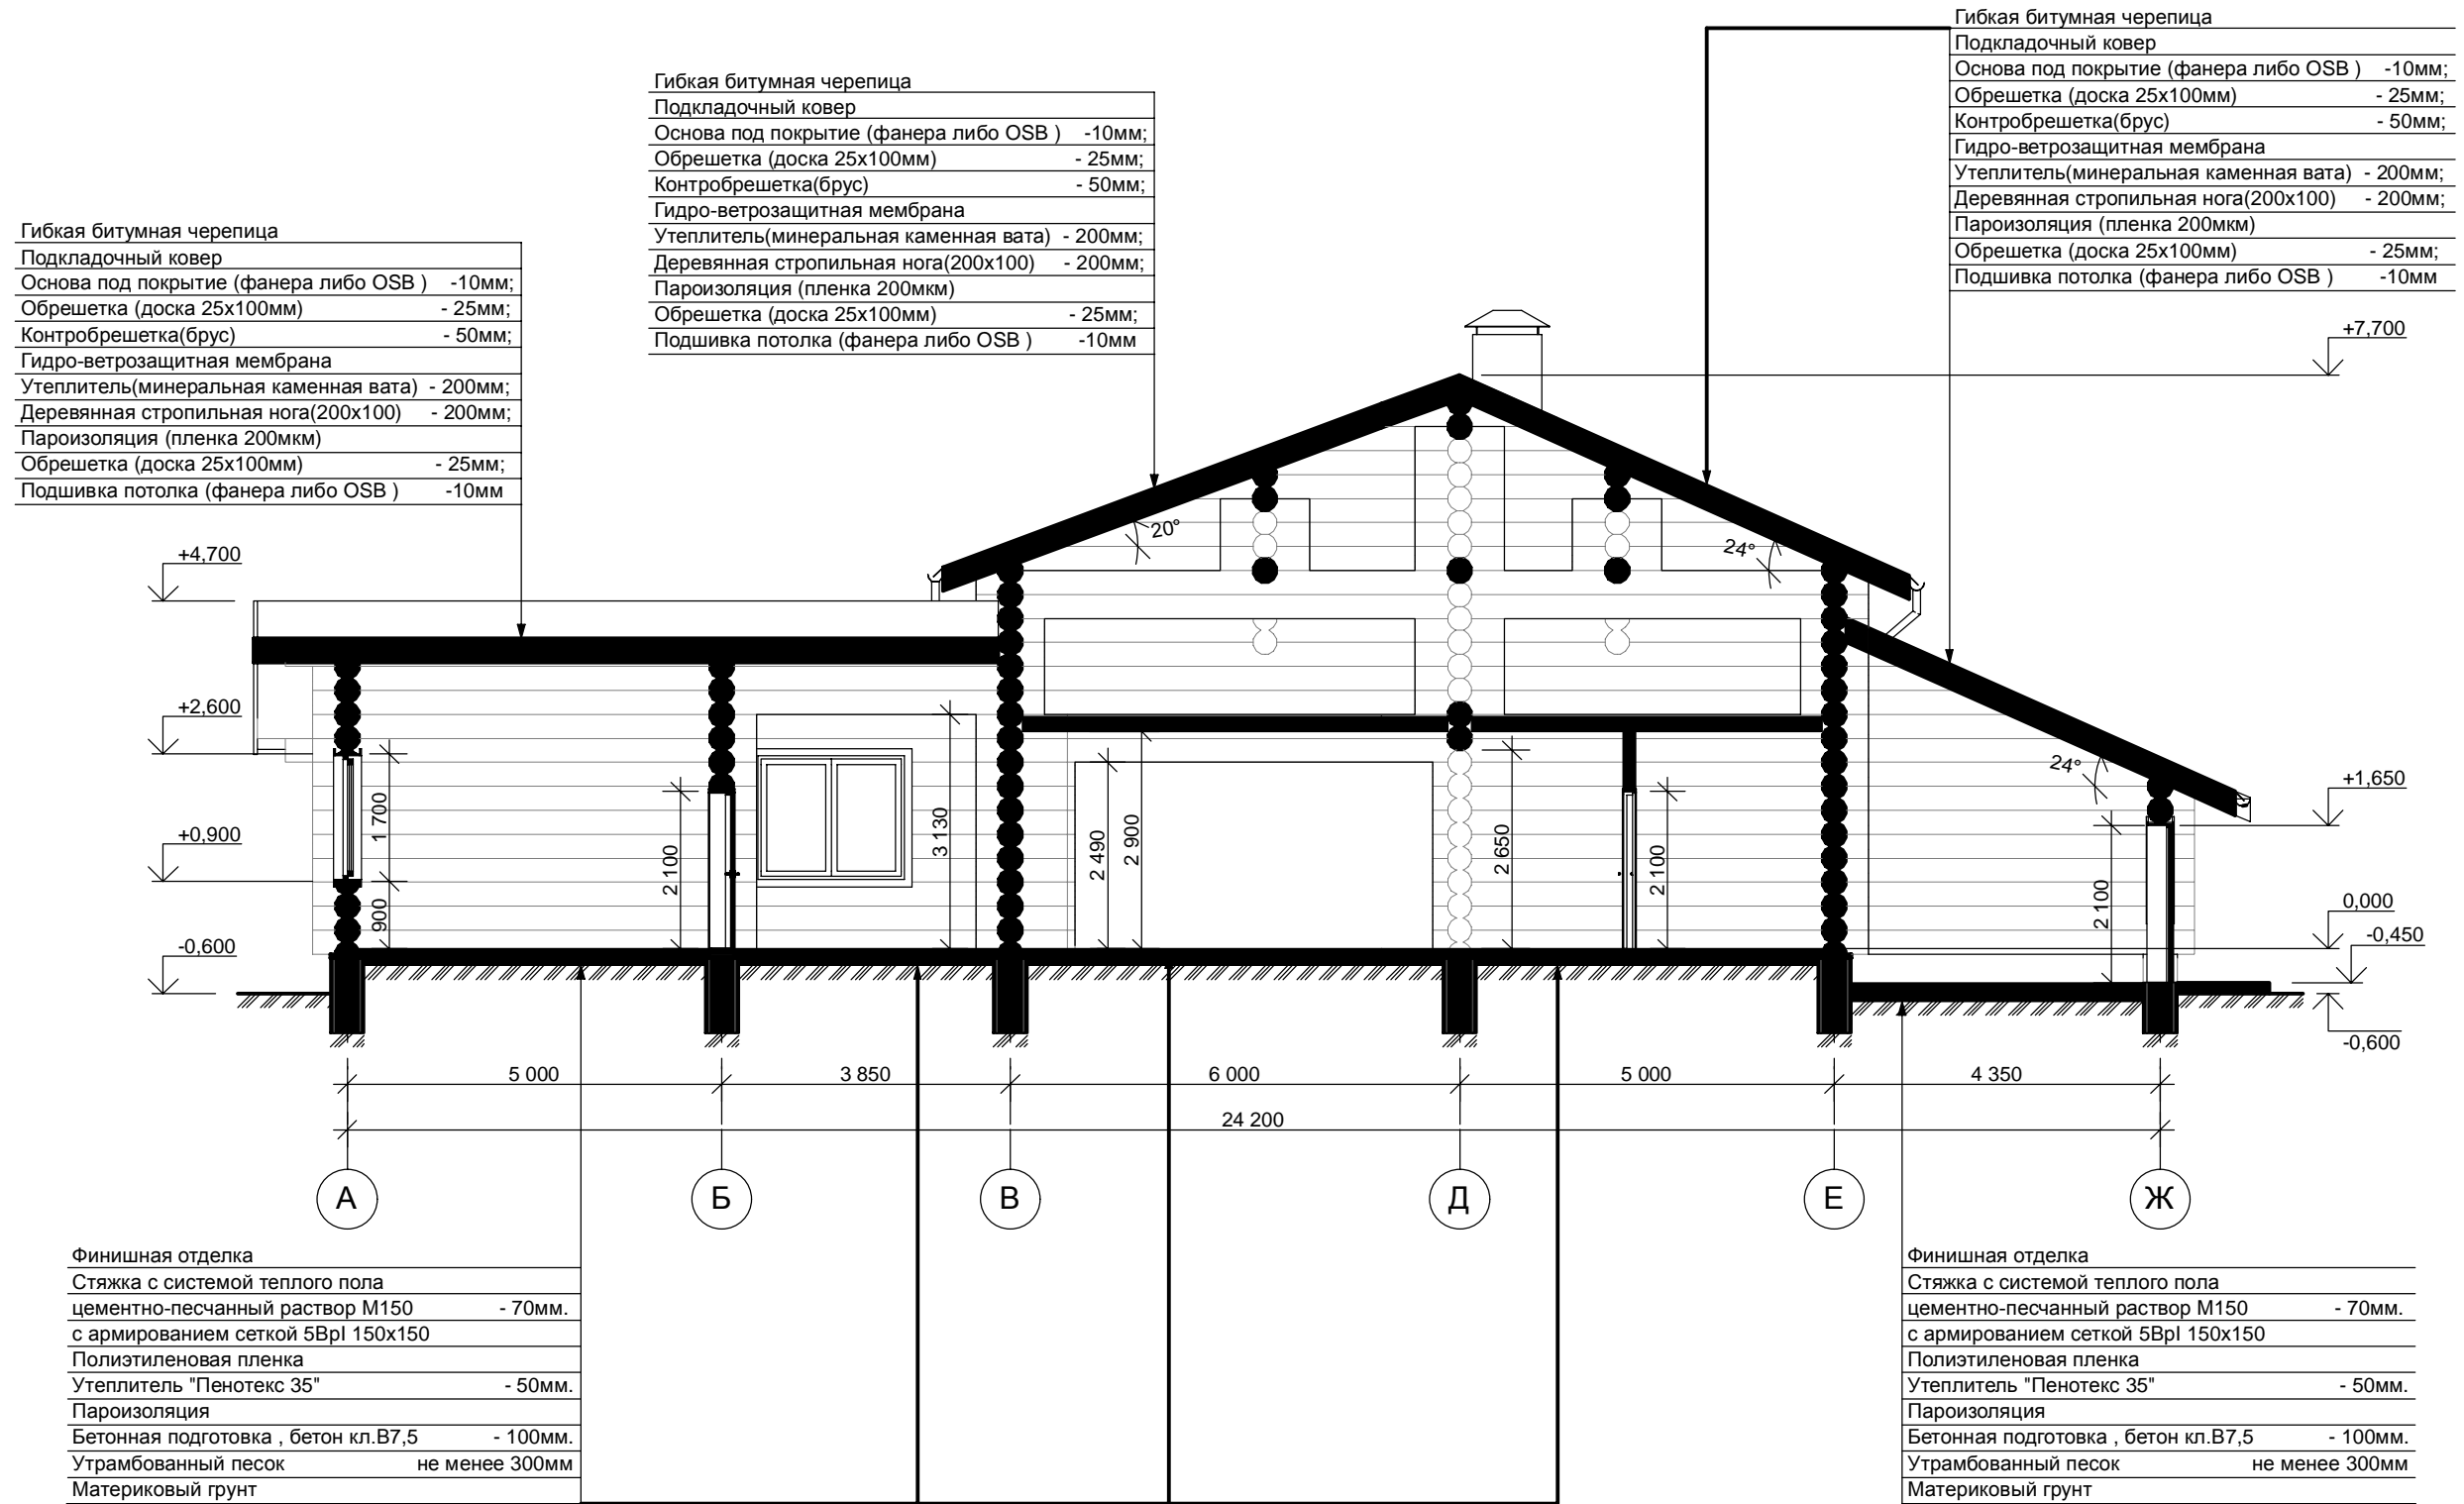 Гибкая битумная черепица
Подкладочный ковер
Основа под покрытие (фанера либо OSB ) -10мм;
Обрешетка (доска 25х100мм) - 25мм;
Контробрешетка(брус) - 50мм;
Гидро-ветрозащитная мембрана
Утеплитель(минеральная каменная вата) - 200мм;
Деревянная стропильная нога(200х100) - 200мм;
Пароизоляция (пленка 200мкм)
Обрешетка (доска 25х100мм) - 25мм;
Подшивка потолка (фанера либо OSB ) -10мм
Гибкая битумная черепица
Подкладочный ковер
Основа под покрытие (фанера либо OSB ) -10мм;
Обрешетка (доска 25х100мм) - 25мм;
Контробрешетка(брус) - 50мм;
Гидро-ветрозащитная мембрана
Утеплитель(минеральная каменная вата) - 200мм;
Деревянная стропильная нога(200х100) - 200мм;
Пароизоляция (пленка 200мкм)
Обрешетка (доска 25х100мм) - 25мм;
Подшивка потолка (фанера либо OSB ) -10мм
Гибкая битумная черепица
Подкладочный ковер
Основа под покрытие (фанера либо OSB ) -10мм;
Обрешетка (доска 25х100мм) - 25мм;
Контробрешетка(брус) - 50мм;
Гидро-ветрозащитная мембрана
Утеплитель(минеральная каменная вата) - 200мм;
Деревянная стропильная нога(200х100) - 200мм;
Пароизоляция (пленка 200мкм)
Обрешетка (доска 25х100мм) - 25мм;
Подшивка потолка (фанера либо OSB ) -10мм
+7,700
20°
24°
24°
+4,700
+2,600
+0,900
-0,600
+1,650
0,000
-0,450
-0,600
1 700
900
2 100
3 130
2 490
2 900
2 650
2 100
2 100
5 000
3 850
6 000
5 000
4 350
24 200
А
Б
В
Д
Е
Ж
Финишная отделка
Стяжка с системой теплого пола
цементно-песчанный раствор М150 - 70мм.
с армированием сеткой 5ВрI 150х150
Полиэтиленовая пленка
Утеплитель "Пенотекс 35" - 50мм.
Пароизоляция
Бетонная подготовка , бетон кл.В7,5 - 100мм.
Утрамбованный песок не менее 300мм
Материковый грунт
Финишная отделка
Стяжка с системой теплого пола
цементно-песчанный раствор М150 - 70мм.
с армированием сеткой 5ВрI 150х150
Полиэтиленовая пленка
Утеплитель "Пенотекс 35" - 50мм.
Пароизоляция
Бетонная подготовка , бетон кл.В7,5 - 100мм.
Утрамбованный песок не менее 300мм
Материковый грунт